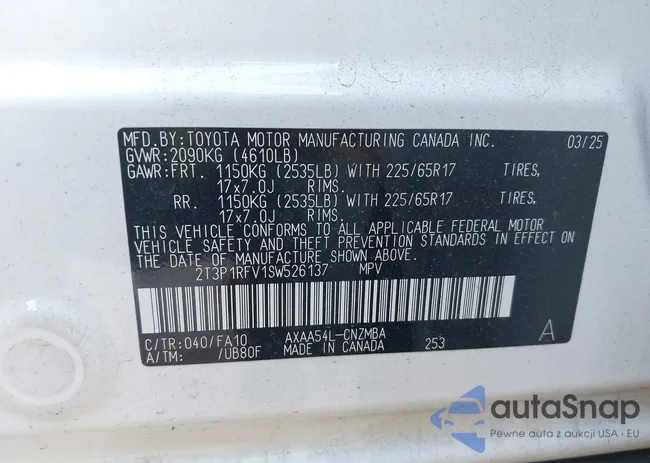 MFD.BY:TOYOTA MOTOR MANUFACTURING CANADA INC. 03/25
GVWR:2090KG (4610LB)
GAWR:FRT. 1150KG (2535LB) WITH 225/65R17 TIRES,
17x7.0J RIMS.
RR. 1150KG (2535LB) WITH 225/65R17 TIRES,
17x7.0J RIMS.
THIS VEHICLE CONFORMS TO ALL APPLICABLE FEDERAL MOTOR
VEHICLE SAFETY AND THEFT PREVENTION STANDARDS IN EFFECT ON
THE DATE OF MANUFACTURE SHOWN ABOVE.
2T3P1RFV1SW526137 MPV
C/TR:040/FA10 AXAA54L-CNZMBA A
A/TM: /UB80F MADE IN CANADA 253
autaSnap
Pewne auta z aukcji USA i EU